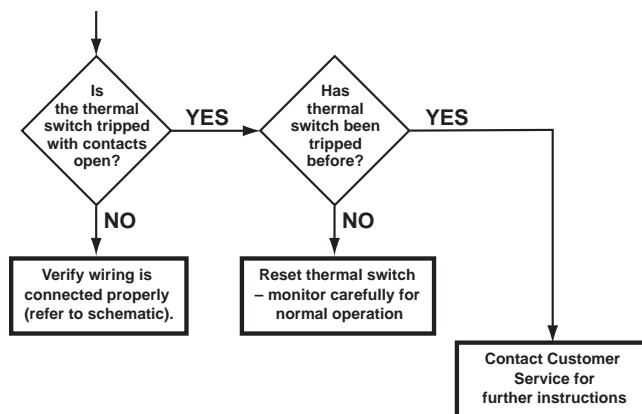 Is
the thermal
switch tripped
with contacts
open?
YES
Has
thermal
switch been
tripped
before?
YES
NO
NO
Verify wiring is
connected properly
(refer to schematic).
Reset thermal switch
– monitor carefully for
normal operation
Contact Customer
Service for
further instructions